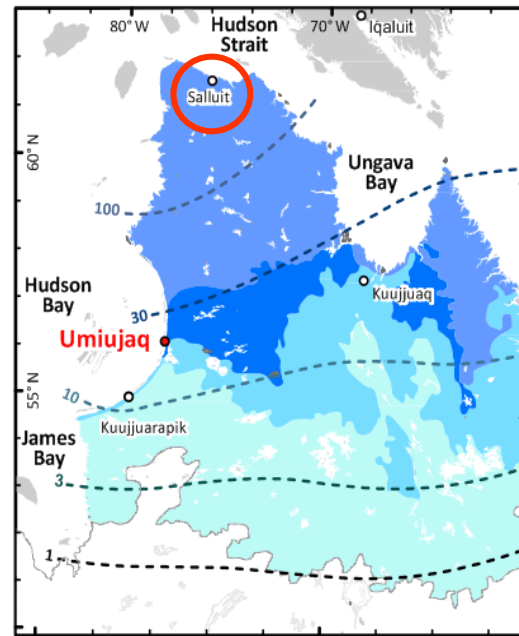 80°W
Hudson
Strait
70°W
Iqaluit
Salluit
60°N
Ungava
Bay
100
Hudson
Bay
30
Kuujjuaq
Umiujaq
55°N
10
Kuujjuarapik
James
Bay
3
1